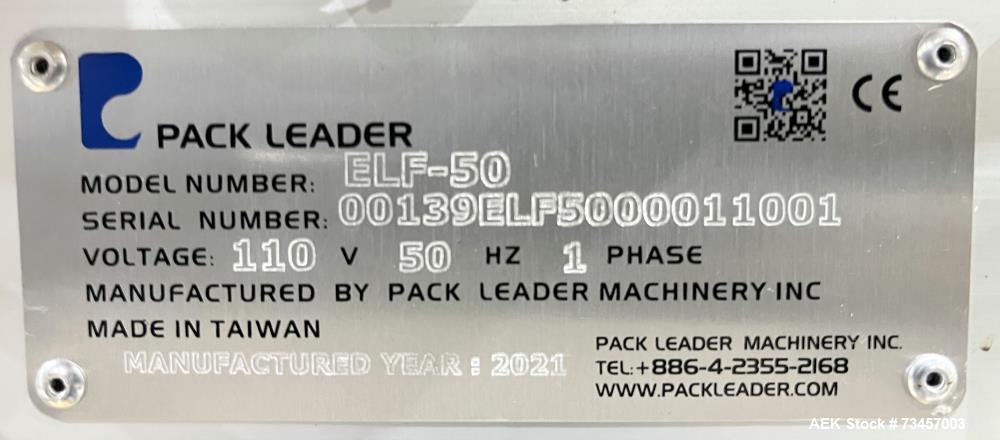 PACK LEADER
CE
MODEL NUMBER: ELF-50
SERIAL NUMBER: 00139ELF5000011001
VOLTAGE: 110 V 50 HZ 1 PHASE
MANUFACTURED BY PACK LEADER MACHINERY INC
MADE IN TAIWAN
MANUFACTURED YEAR: 2021
PACK LEADER MACHINERY INC.
TEL:+886-4-2355-2168
WWW.PACKLEADER.COM
AEK Stock # 73457003